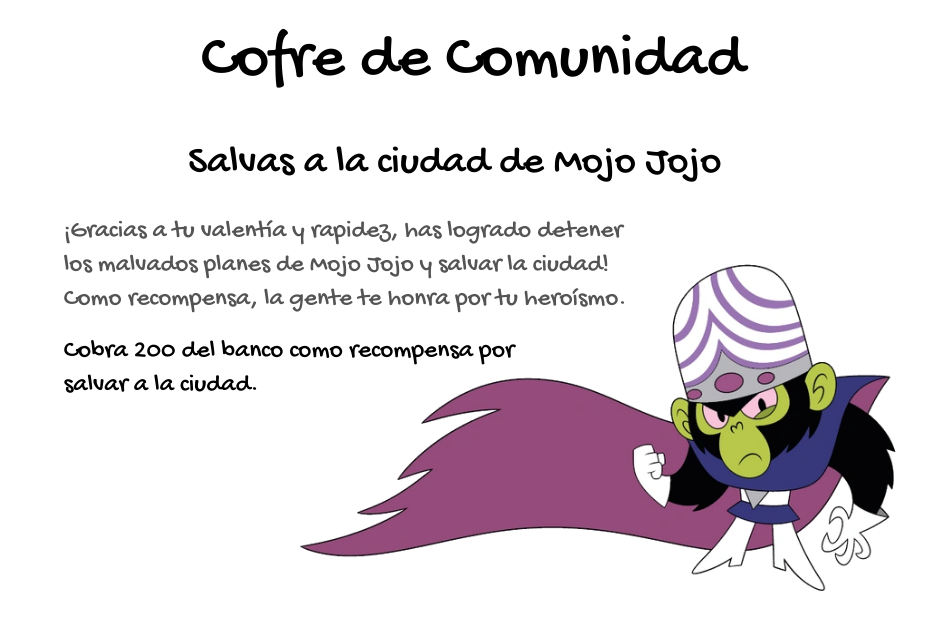 Cofre de Comunidad
Salvas a la ciudad de Mojo Jojo
¡Gracias a tu valentía y rapidez, has logrado detener
los malvados planes de Mojo Jojo y salvar la ciudad!
Como recompensa, la gente te honra por tu heroísmo.
Cobra 200 del banco como recompensa por
salvar a la ciudad.